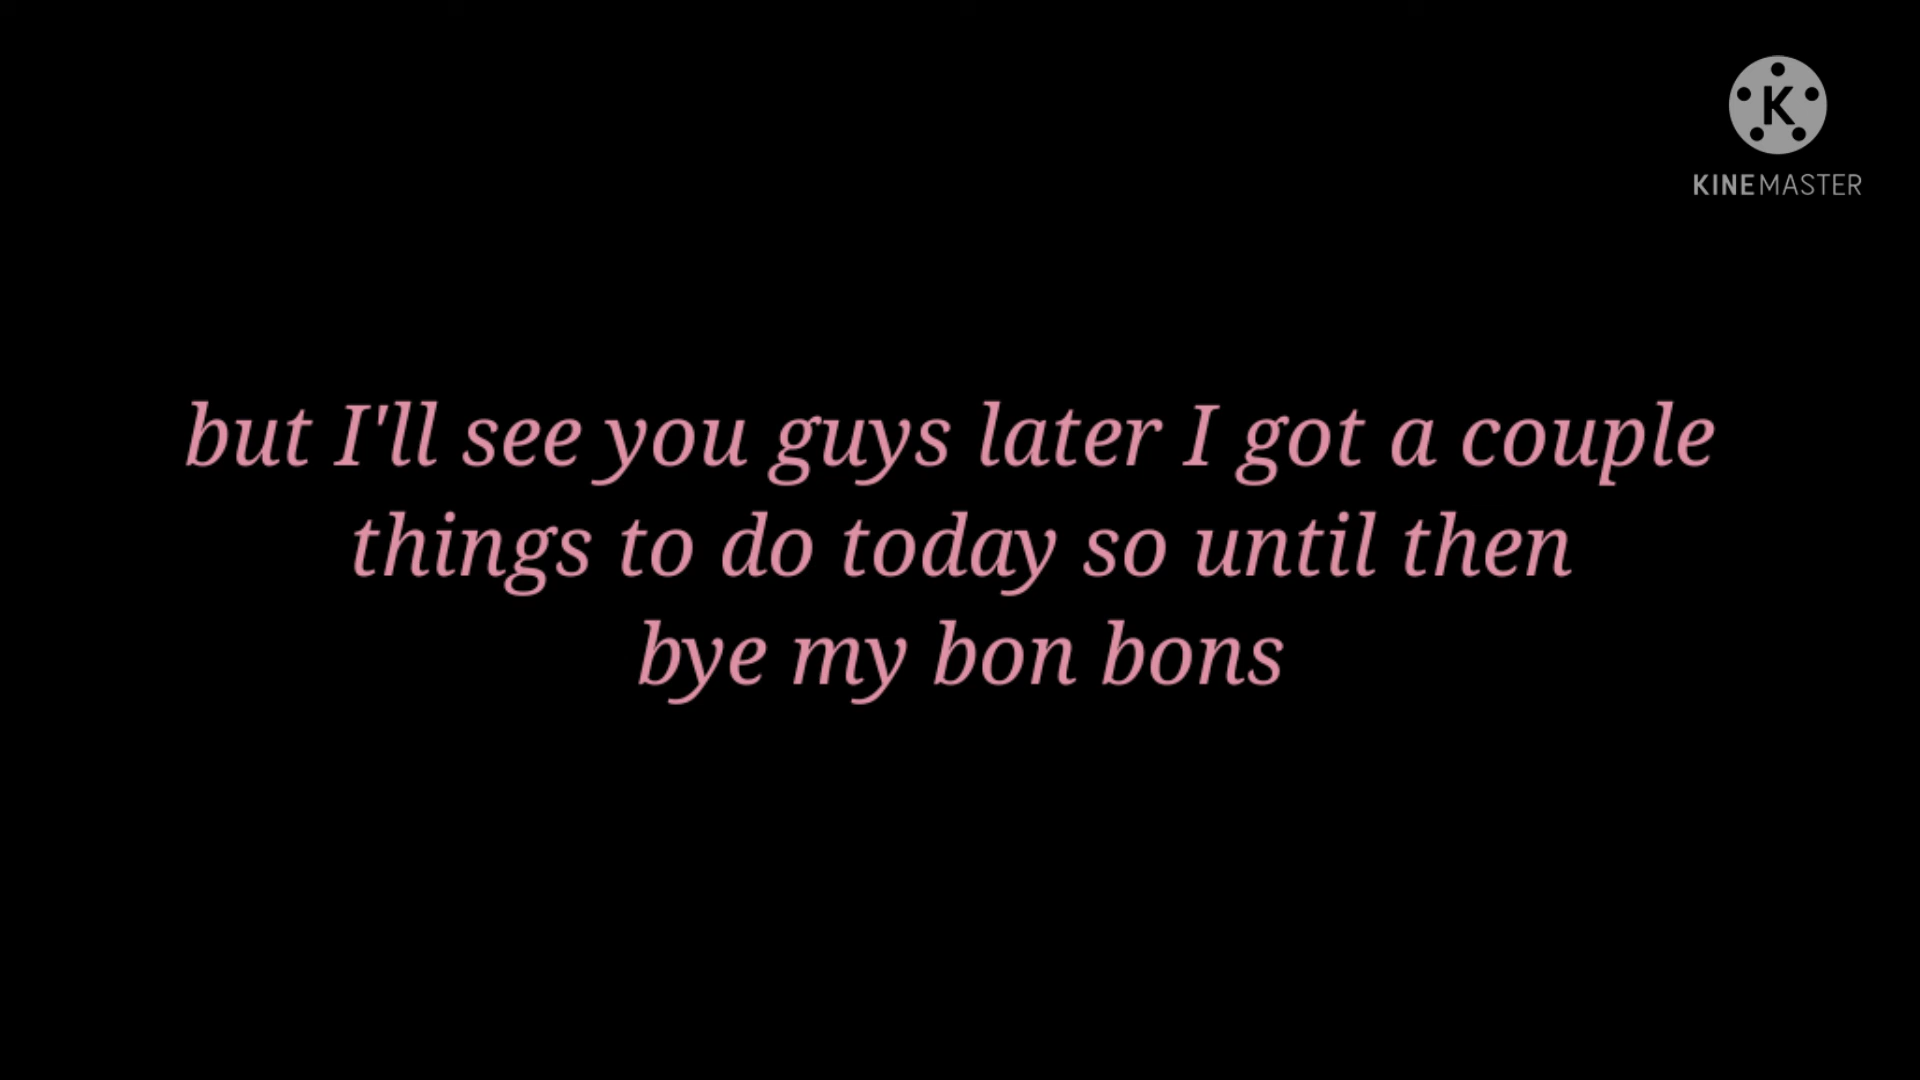 K
KINEMASTER
but I'll see you guys later I got a couple
things to do today so until then
bye my bon bons